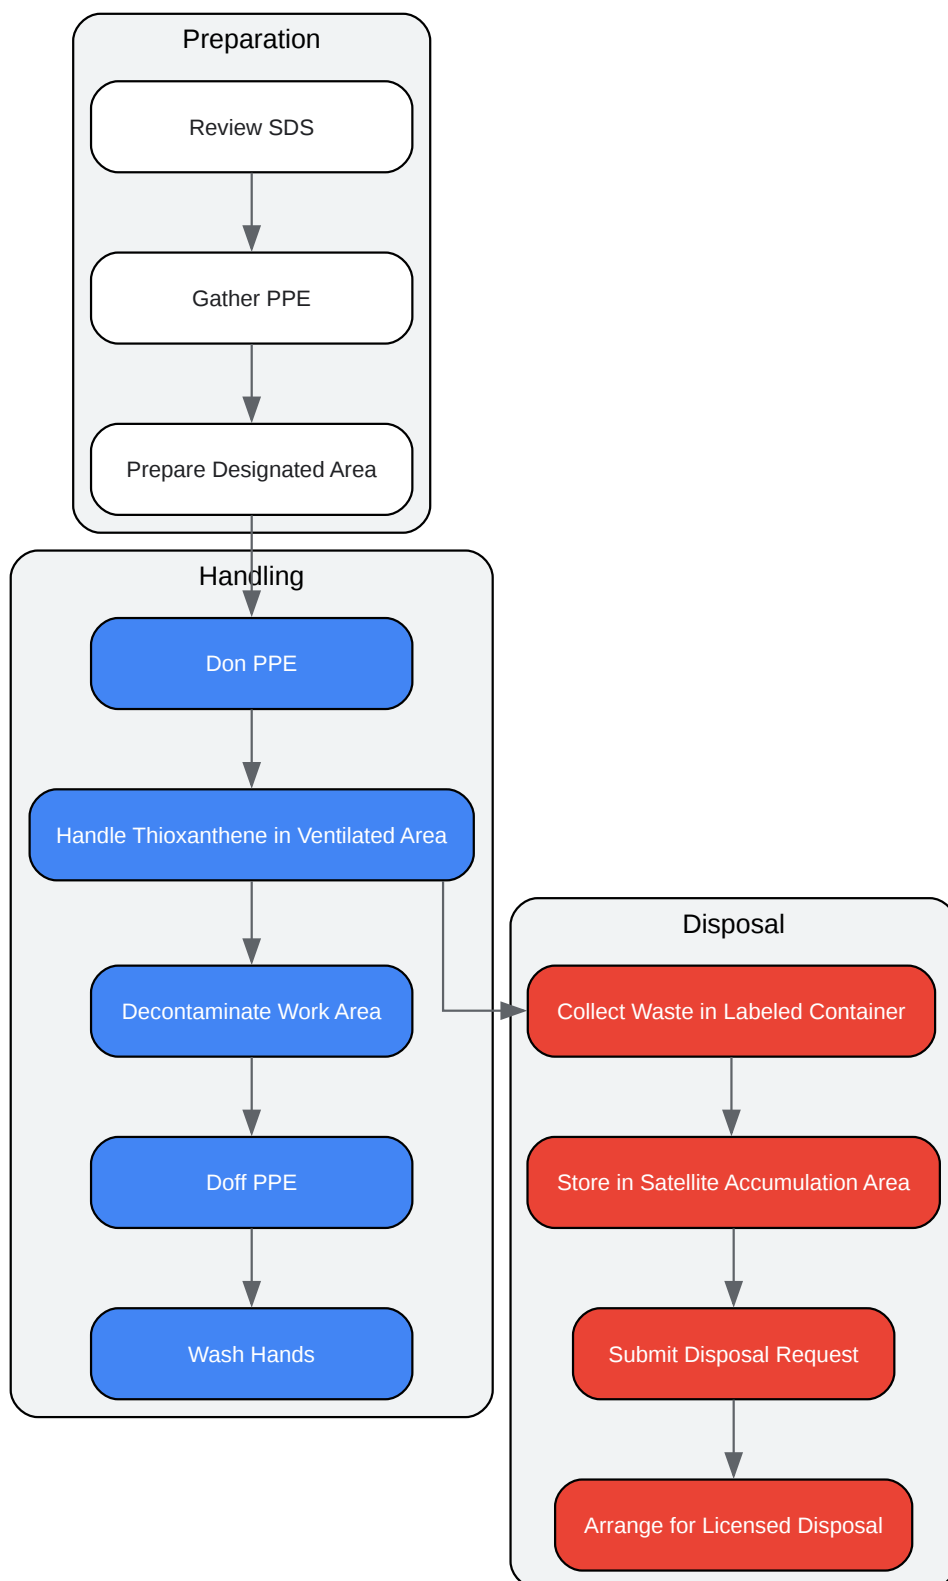 Preparation
Review SDS
Gather PPE
Prepare Designated Area
Handling
Don PPE
Handle Thioxanthene in Ventilated Area
Decontaminate Work Area
Doff PPE
Wash Hands
Disposal
Collect Waste in Labeled Container
Store in Satellite Accumulation Area
Submit Disposal Request
Arrange for Licensed Disposal